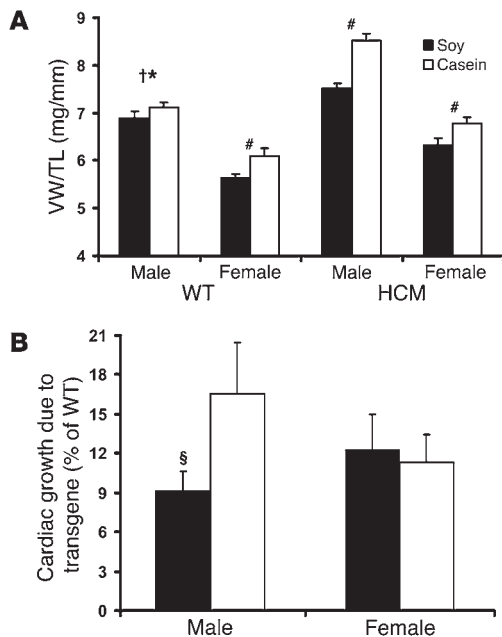 A
VW/TL (mg/mm)
9
8
7
6
5
4
†*
#
#
#
Soy
Casein
Male
Female
Male
Female
WT
HCM
B
Cardiac growth due to
transgene (% of WT)
21
18
15
12
9
6
3
0
§
Male
Female